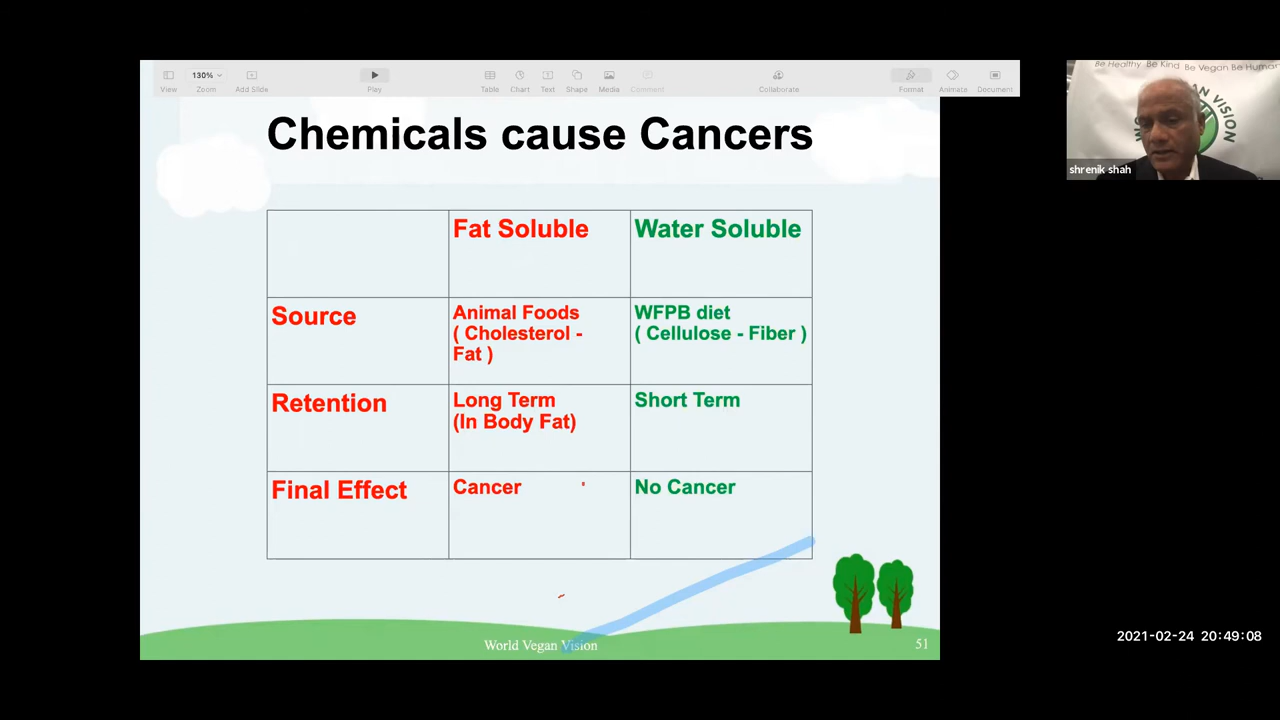 Be Healthy Be Kind Be Vegan Be Huma
130%
View Zoom Add Slide Play Table Chart Text Shape Media Comment Collaborate Format Animate Document
VISION
shrenik shah
Chemicals cause Cancers
Fat Soluble Water Soluble
Source Animal Foods WFPB diet
( Cholesterol - ( Cellulose - Fiber )
Fat )
Retention Long Term Short Term
(In Body Fat)
Final Effect Cancer No Cancer
2021-02-24 20:49:08
World Vegan Vision 51